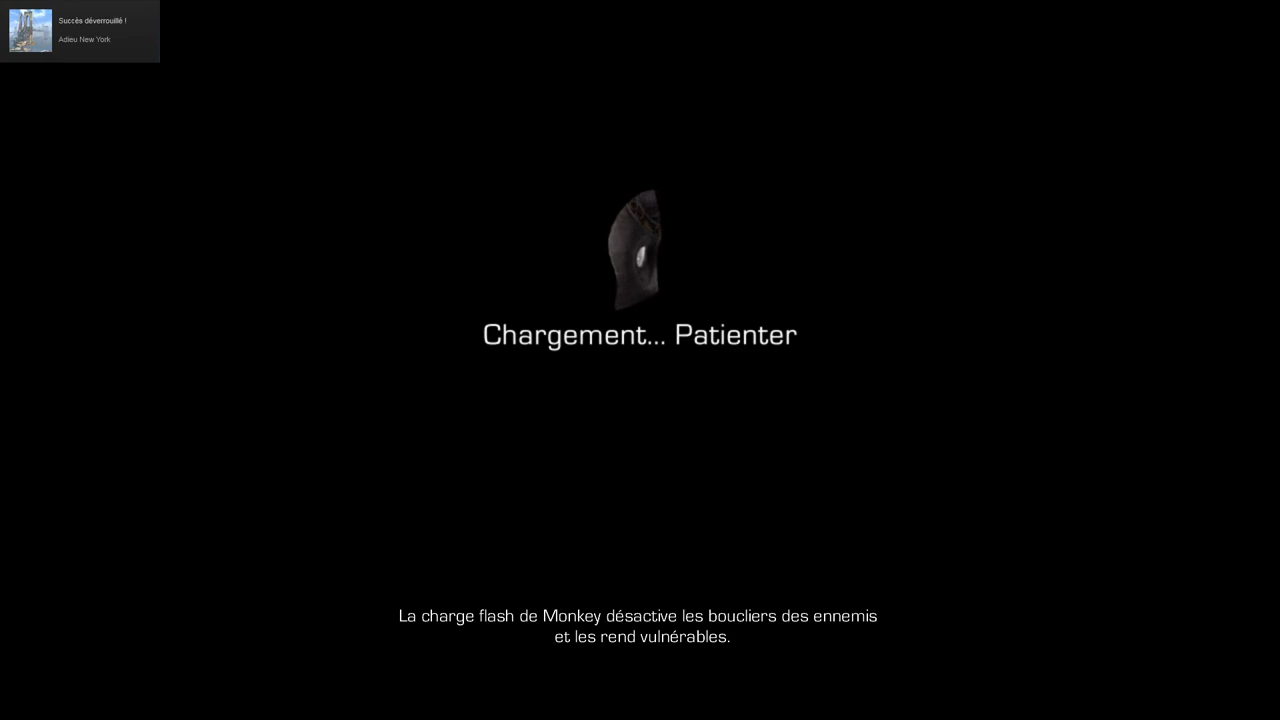 Succès déverrouillé !
Adieu New York
Chargement... Patienter
La charge flash de Monkey désactive les boucliers des ennemis
et les rend vulnérables.